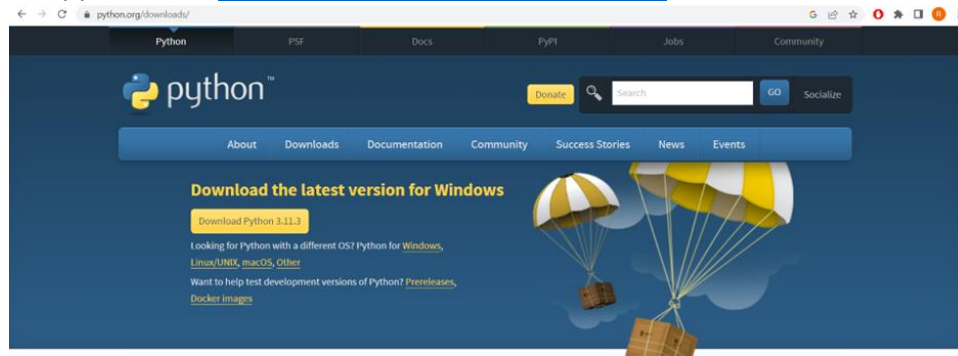 python.org/downloads/
Python PSF Docs PyPI Jobs Community
python™
Donate Search GO Socialize
About Downloads Documentation Community Success Stories News Events
Download the latest version for Windows
Download Python 3.11.3
Looking for Python with a different OS? Python for Windows,
Linux/UNIX, macOS, Other
Want to help test development versions of Python? Prereleases,
Docker images